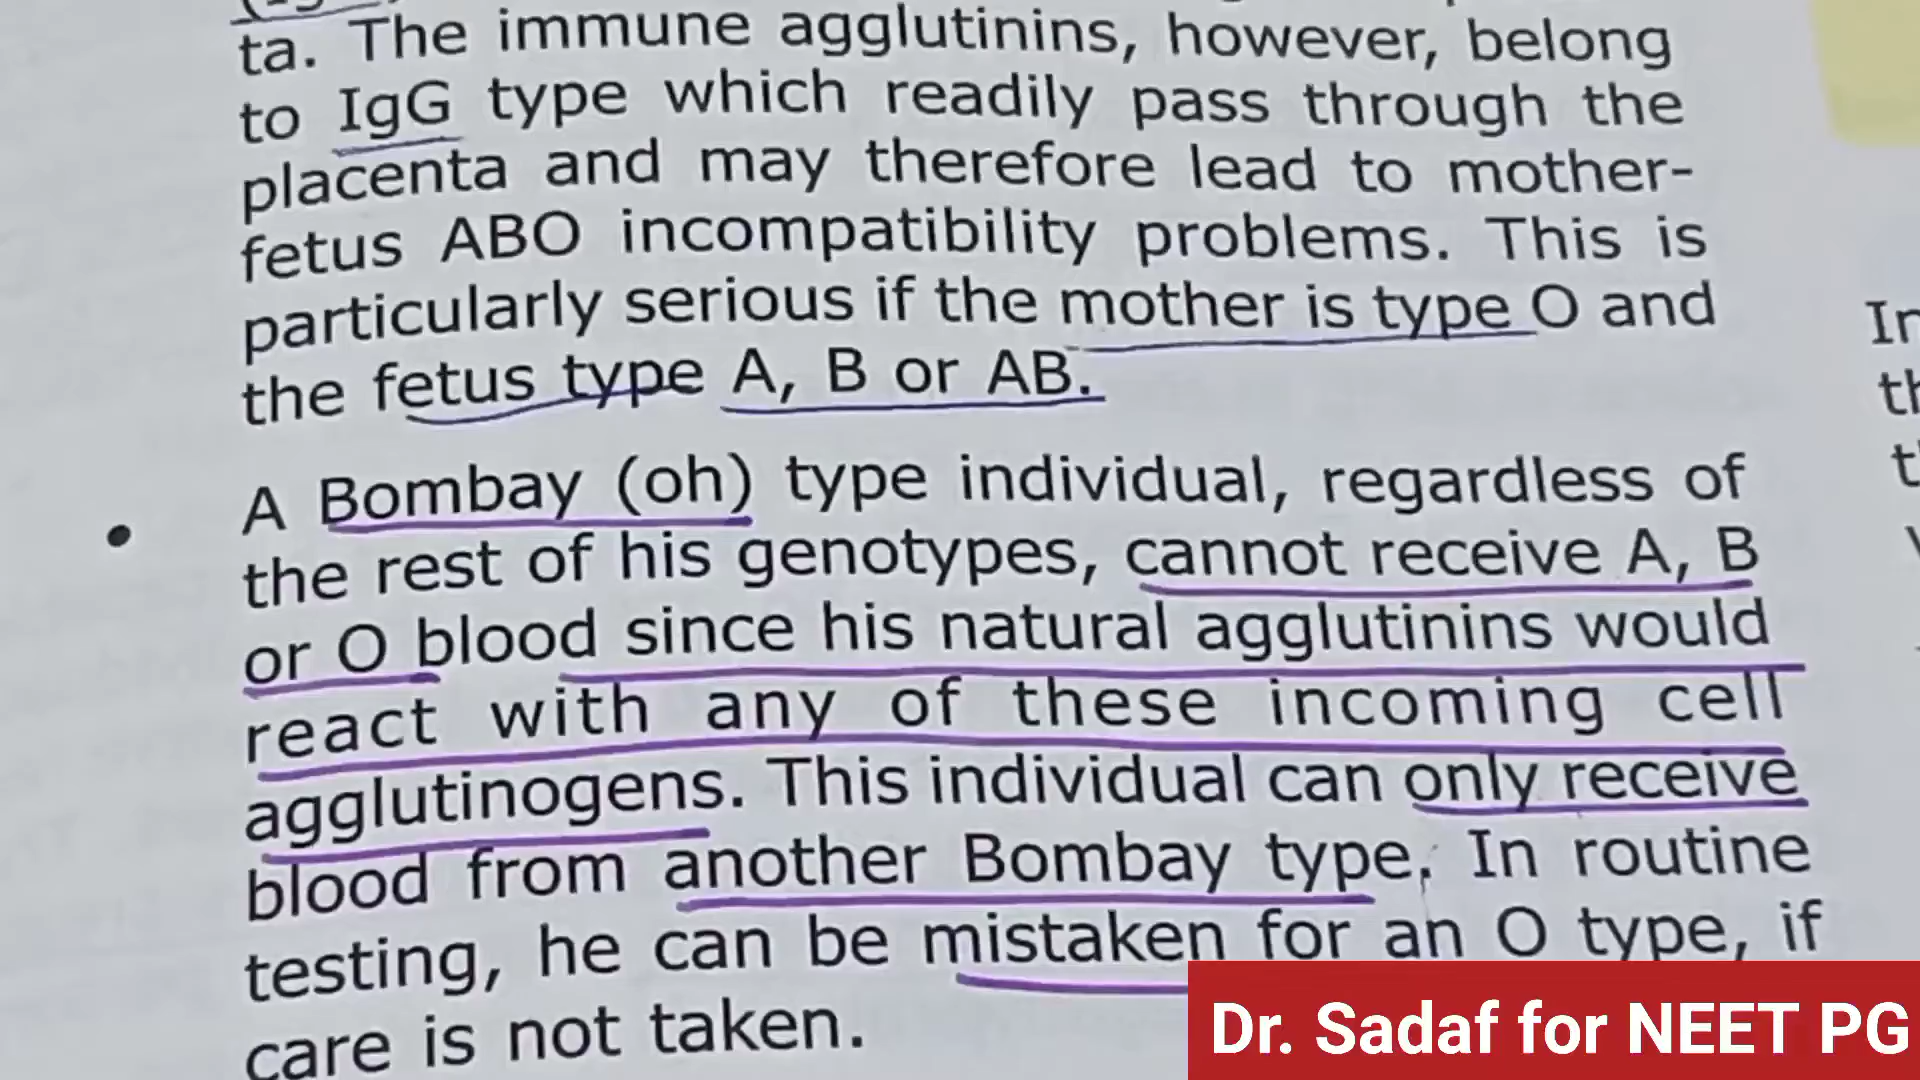 ta. The immune agglutinins, however, belong
to IgG type which readily pass through the
placenta and may therefore lead to mother-
fetus ABO incompatibility problems. This is
particularly serious if the mother is type O and
the fetus type A, B or AB.
• A Bombay (oh) type individual, regardless of
the rest of his genotypes, cannot receive A, B
or O blood since his natural agglutinins would
react with any of these incoming cell
agglutinogens. This individual can only receive
blood from another Bombay type. In routine
testing, he can be mistaken for an O type, if
care is not taken.
Dr. Sadaf for NEET PG